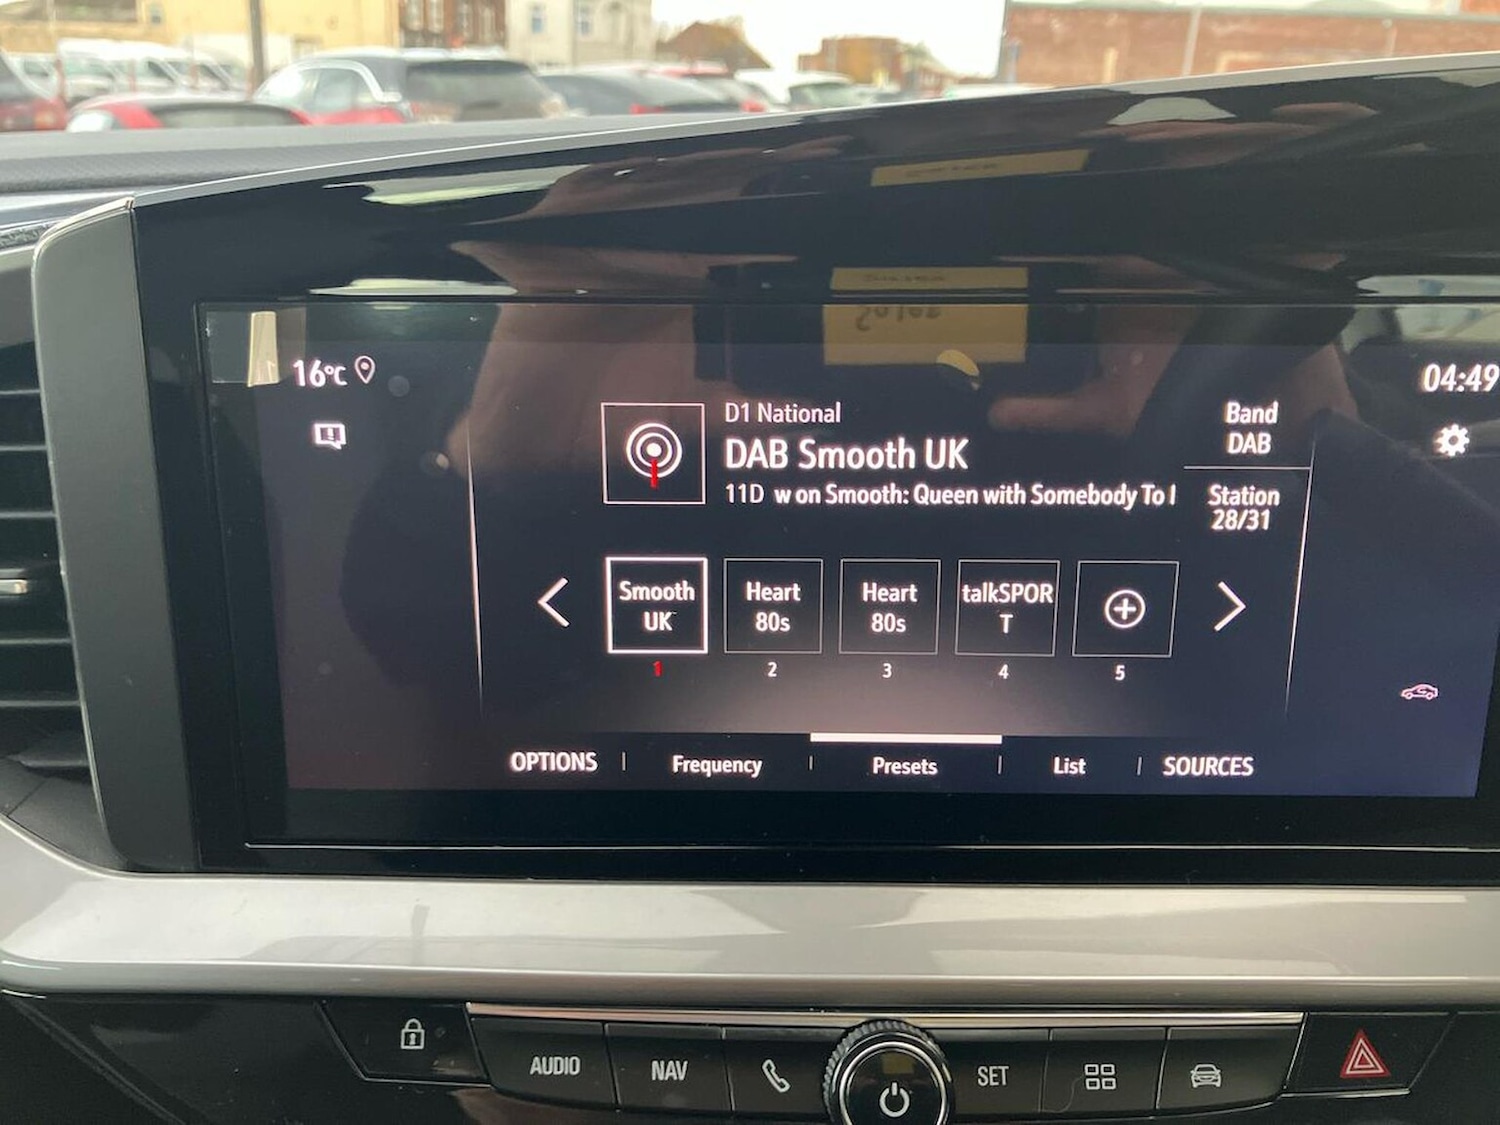 16°C
04:49
D1 National
DAB Smooth UK
11D w on Smooth: Queen with Somebody To l
Band
DAB
Station
28/31
Smooth
UK
Heart
80s
Heart
80s
talkSPOR
T
1
2
3
4
5
OPTIONS
Frequency
Presets
List
SOURCES
AUDIO
NAV
SET